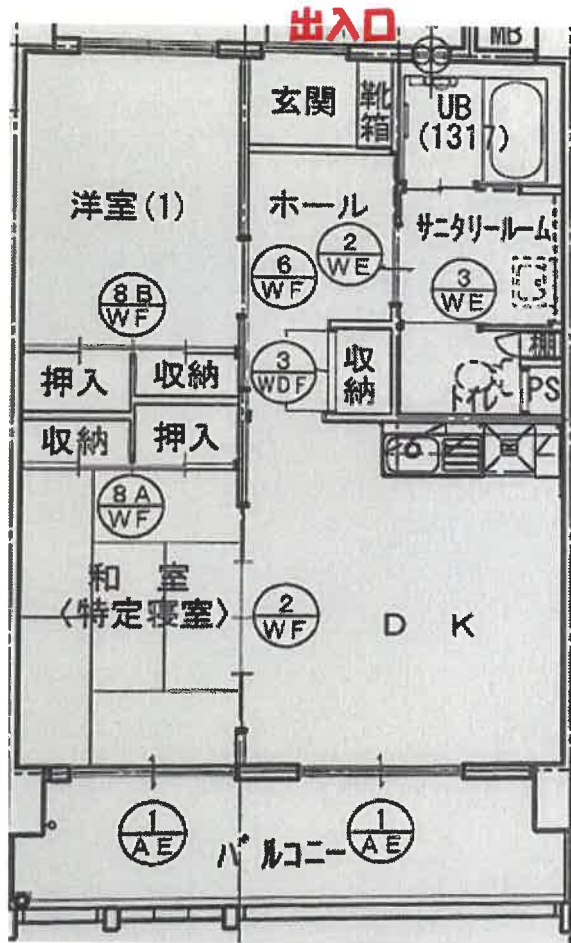 出入口
MB
玄関
靴箱
UB
(1317)
洋室(1)
ホール
サニタリールーム
2
WE
6
WF
3
WE
8B
WF
3
WDF
収納
棚
トイレ
PS
押入
収納
収納
押入
8A
WF
和室
〈特定寝室〉
2
WF
DK
1
AE
バルコニー
1
AE